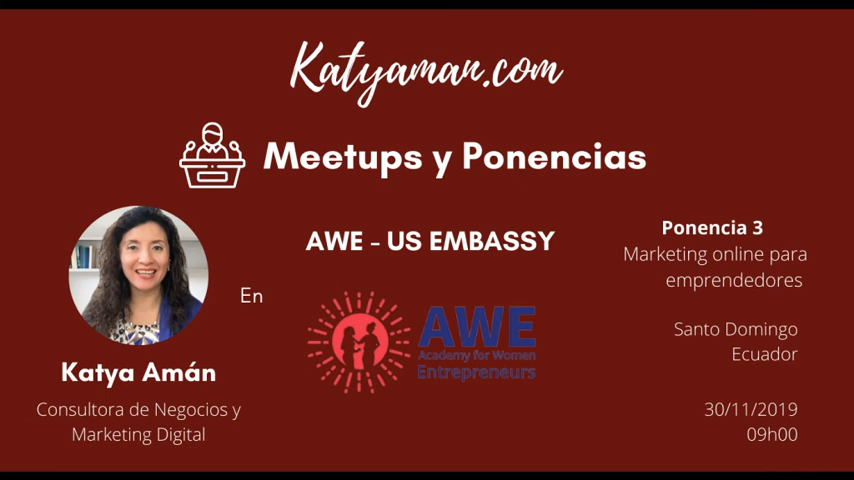 Katyaman.com
Meetups y Ponencias
AWE - US EMBASSY
Ponencia 3
Marketing online para
emprendedores
En
AWE
Academy for Women
Entrepreneurs
Santo Domingo
Ecuador
Katya Amán
Consultora de Negocios y
Marketing Digital
30/11/2019
09h00